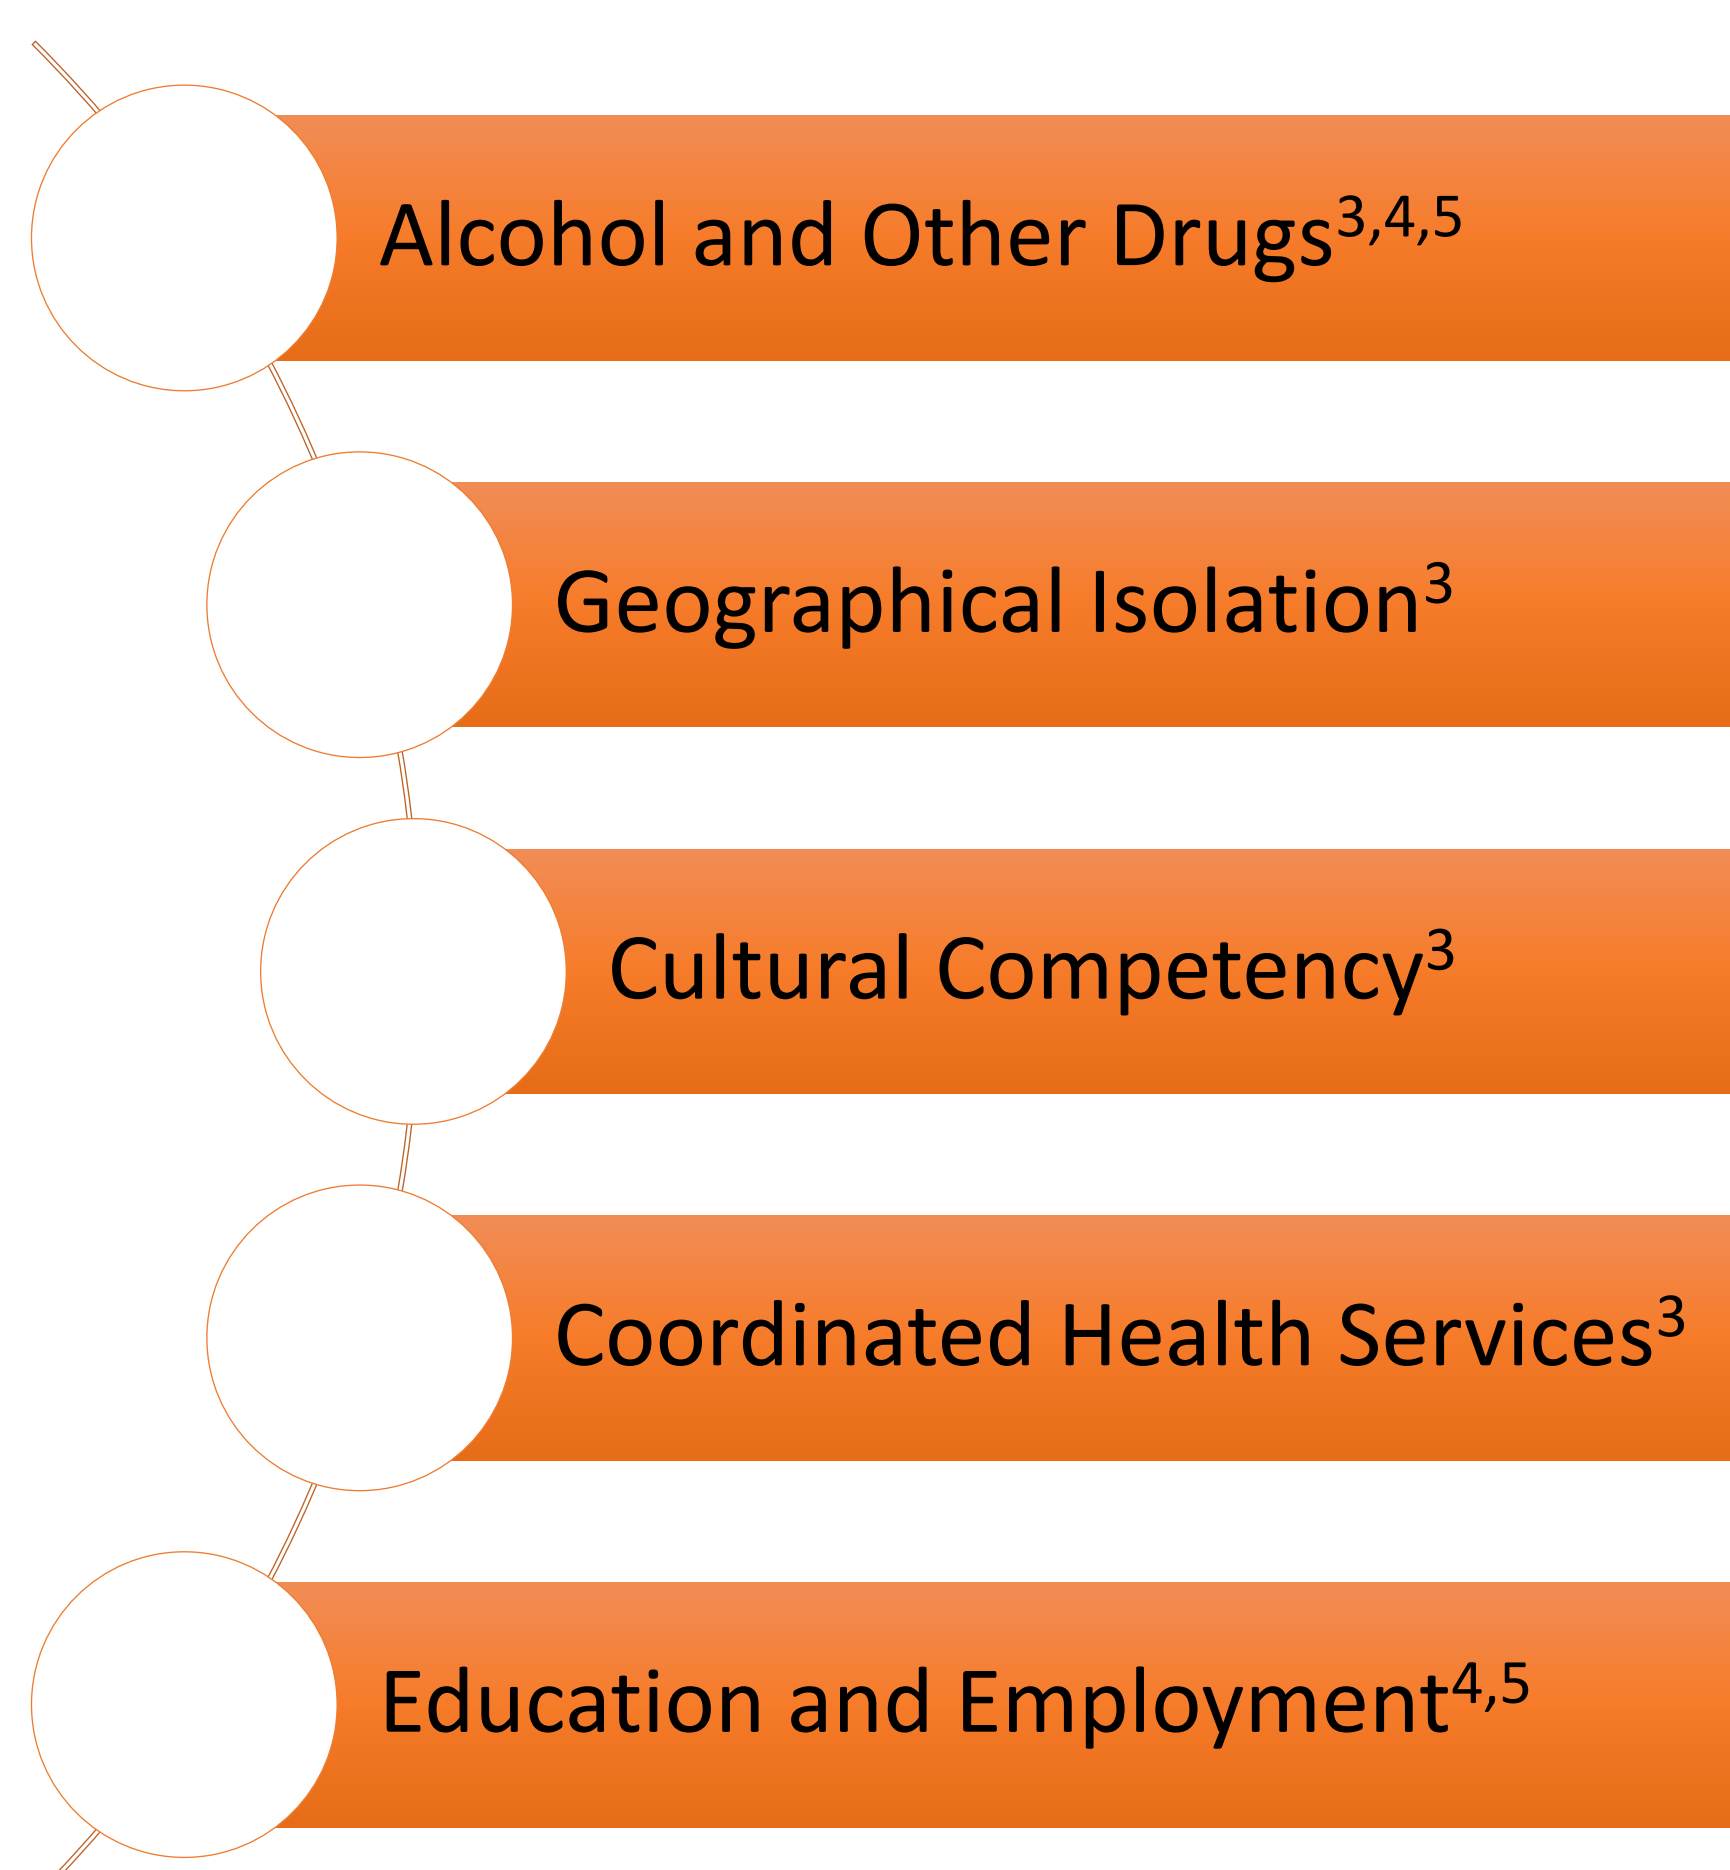 Alcohol and Other Drugs³,⁴,⁵
Geographical Isolation³
Cultural Competency³
Coordinated Health Services³
Education and Employment⁴,⁵